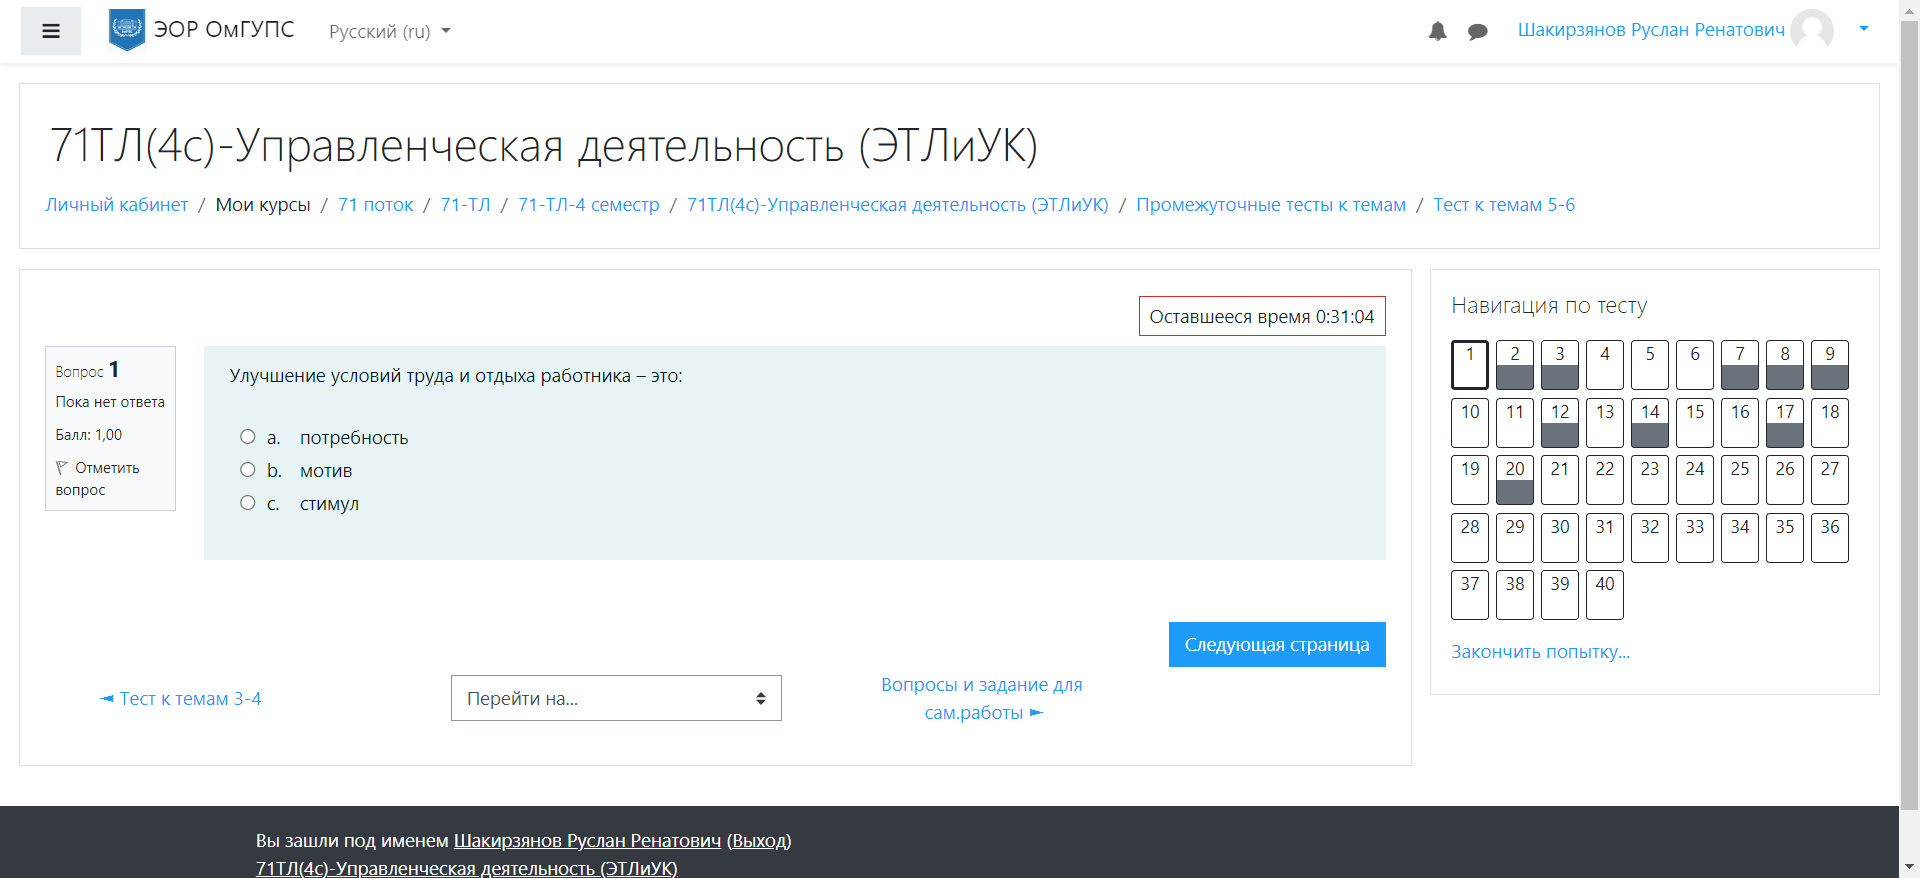 ЭОР ОмГУПС
Русский (ru)
Шакирзянов Руслан Ренатович
71ТЛ(4с)-Управленческая деятельность (ЭТЛиУК)
Личный кабинет / Мои курсы / 71 поток / 71-ТЛ / 71-ТЛ-4 семестр / 71ТЛ(4с)-Управленческая деятельность (ЭТЛиУК) / Промежуточные тесты к темам / Тест к темам 5-6
Оставшееся время 0:31:04
Вопрос 1
Пока нет ответа
Балл: 1,00
Отметить
вопрос
Улучшение условий труда и отдыха работника – это:
a. потребность
b. мотив
c. стимул
Следующая страница
◄ Тест к темам 3-4
Перейти на...
Вопросы и задание для
сам.работы ►
Навигация по тесту
1 2 3 4 5 6 7 8 9
10 11 12 13 14 15 16 17 18
19 20 21 22 23 24 25 26 27
28 29 30 31 32 33 34 35 36
37 38 39 40
Закончить попытку...
Вы зашли под именем Шакирзянов Руслан Ренатович (Выход)
71ТЛ(4с)-Управленческая деятельность (ЭТЛиУК)